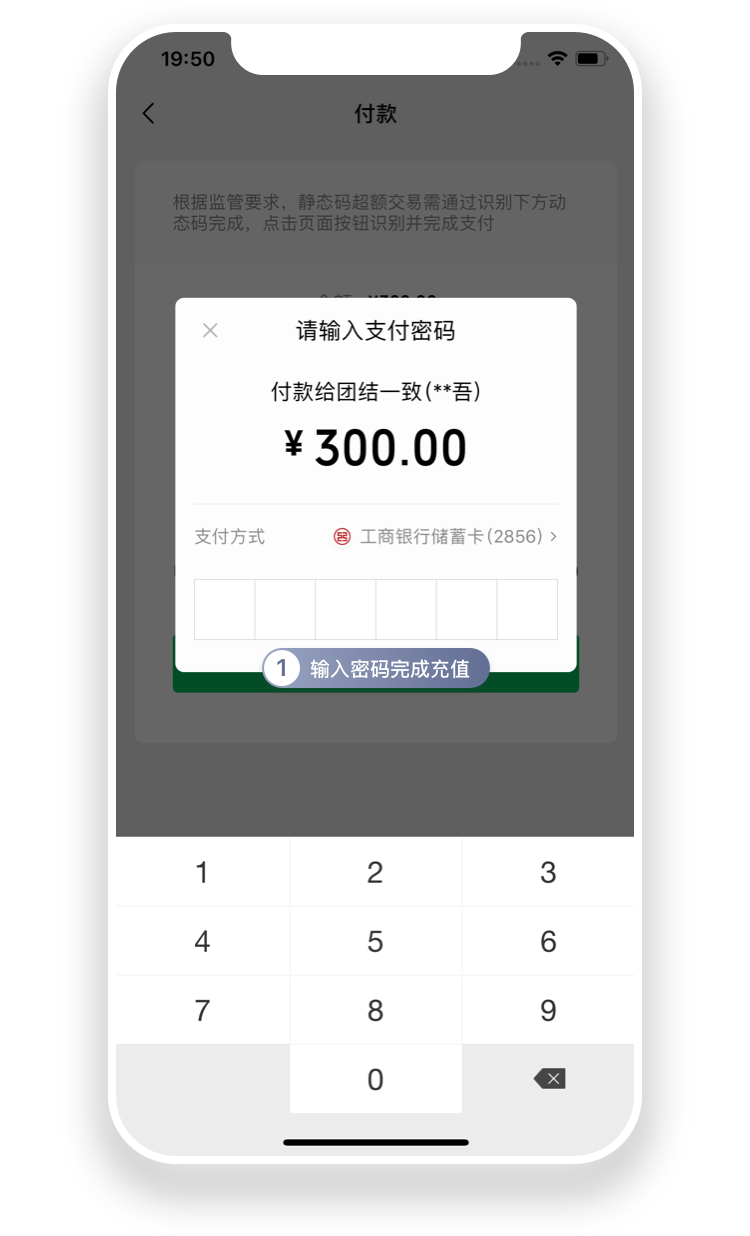 19:50
付款
根据监管要求，静态码超额交易需通过识别下方动
态码完成，点击页面按钮识别并完成支付
请输入支付密码
付款给团结一致(**吾)
¥300.00
支付方式
工商银行储蓄卡(2856)
1 输入密码完成充值
1 2 3
4 5 6
7 8 9
0